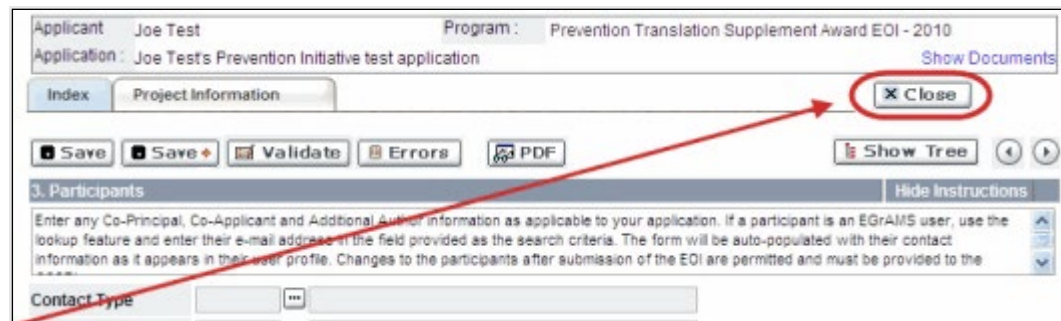 Applicant Joe Test Program : Prevention Translation Supplement Award EOI - 2010
Application : Joe Test's Prevention Initiative test application Show Documents
Index Project Information Close
Save Save Validate Errors PDF Show Tree
3. Participants Hide Instructions
Enter any Co-Principal, Co-Applicant and Additional Author information as applicable to your application. If a participant is an EGrAMS user, use the
lookup feature and enter their e-mail address in the field provided as the search criteria. The form will be auto-populated with their contact
information as it appears in their user profile. Changes to the participants after submission of the EOI are permitted and must be provided to the
Contact Type